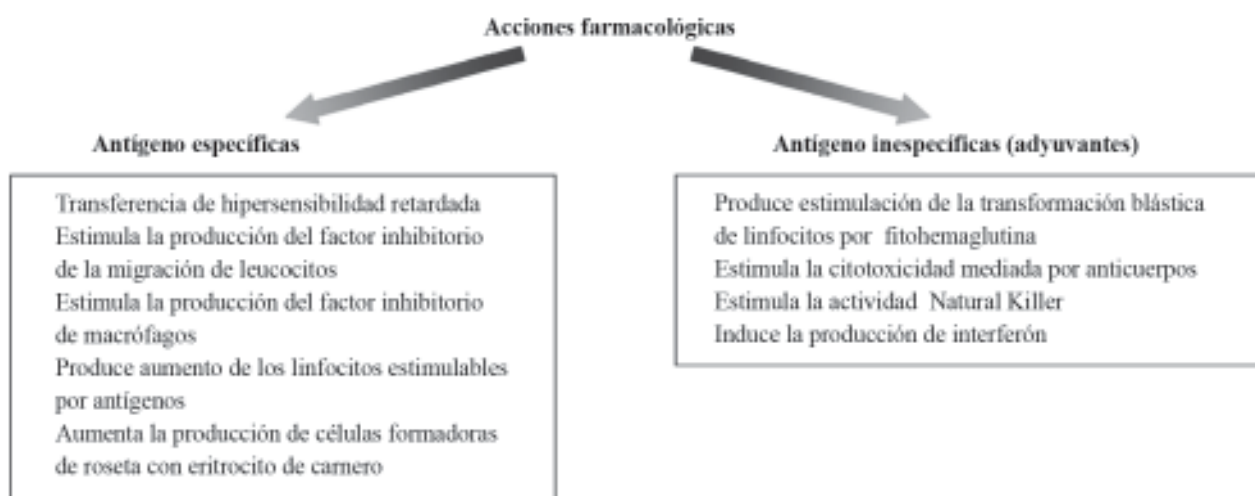 Acciones farmacológicas
Antígeno específicas
Transferencia de hipersensibilidad retardada
Estimula la producción del factor inhibitorio
de la migración de leucocitos
Estimula la producción del factor inhibitorio
de macrófagos
Produce aumento de los linfocitos estimulables
por antígenos
Aumenta la producción de células formadoras
de roseta con eritrocito de carnero
Antígeno inespecíficas (adyuvantes)
Produce estimulación de la transformación blástica
de linfocitos por fitohemaglutina
Estimula la citotoxicidad mediada por anticuerpos
Estimula la actividad Natural Killer
Induce la producción de interferón